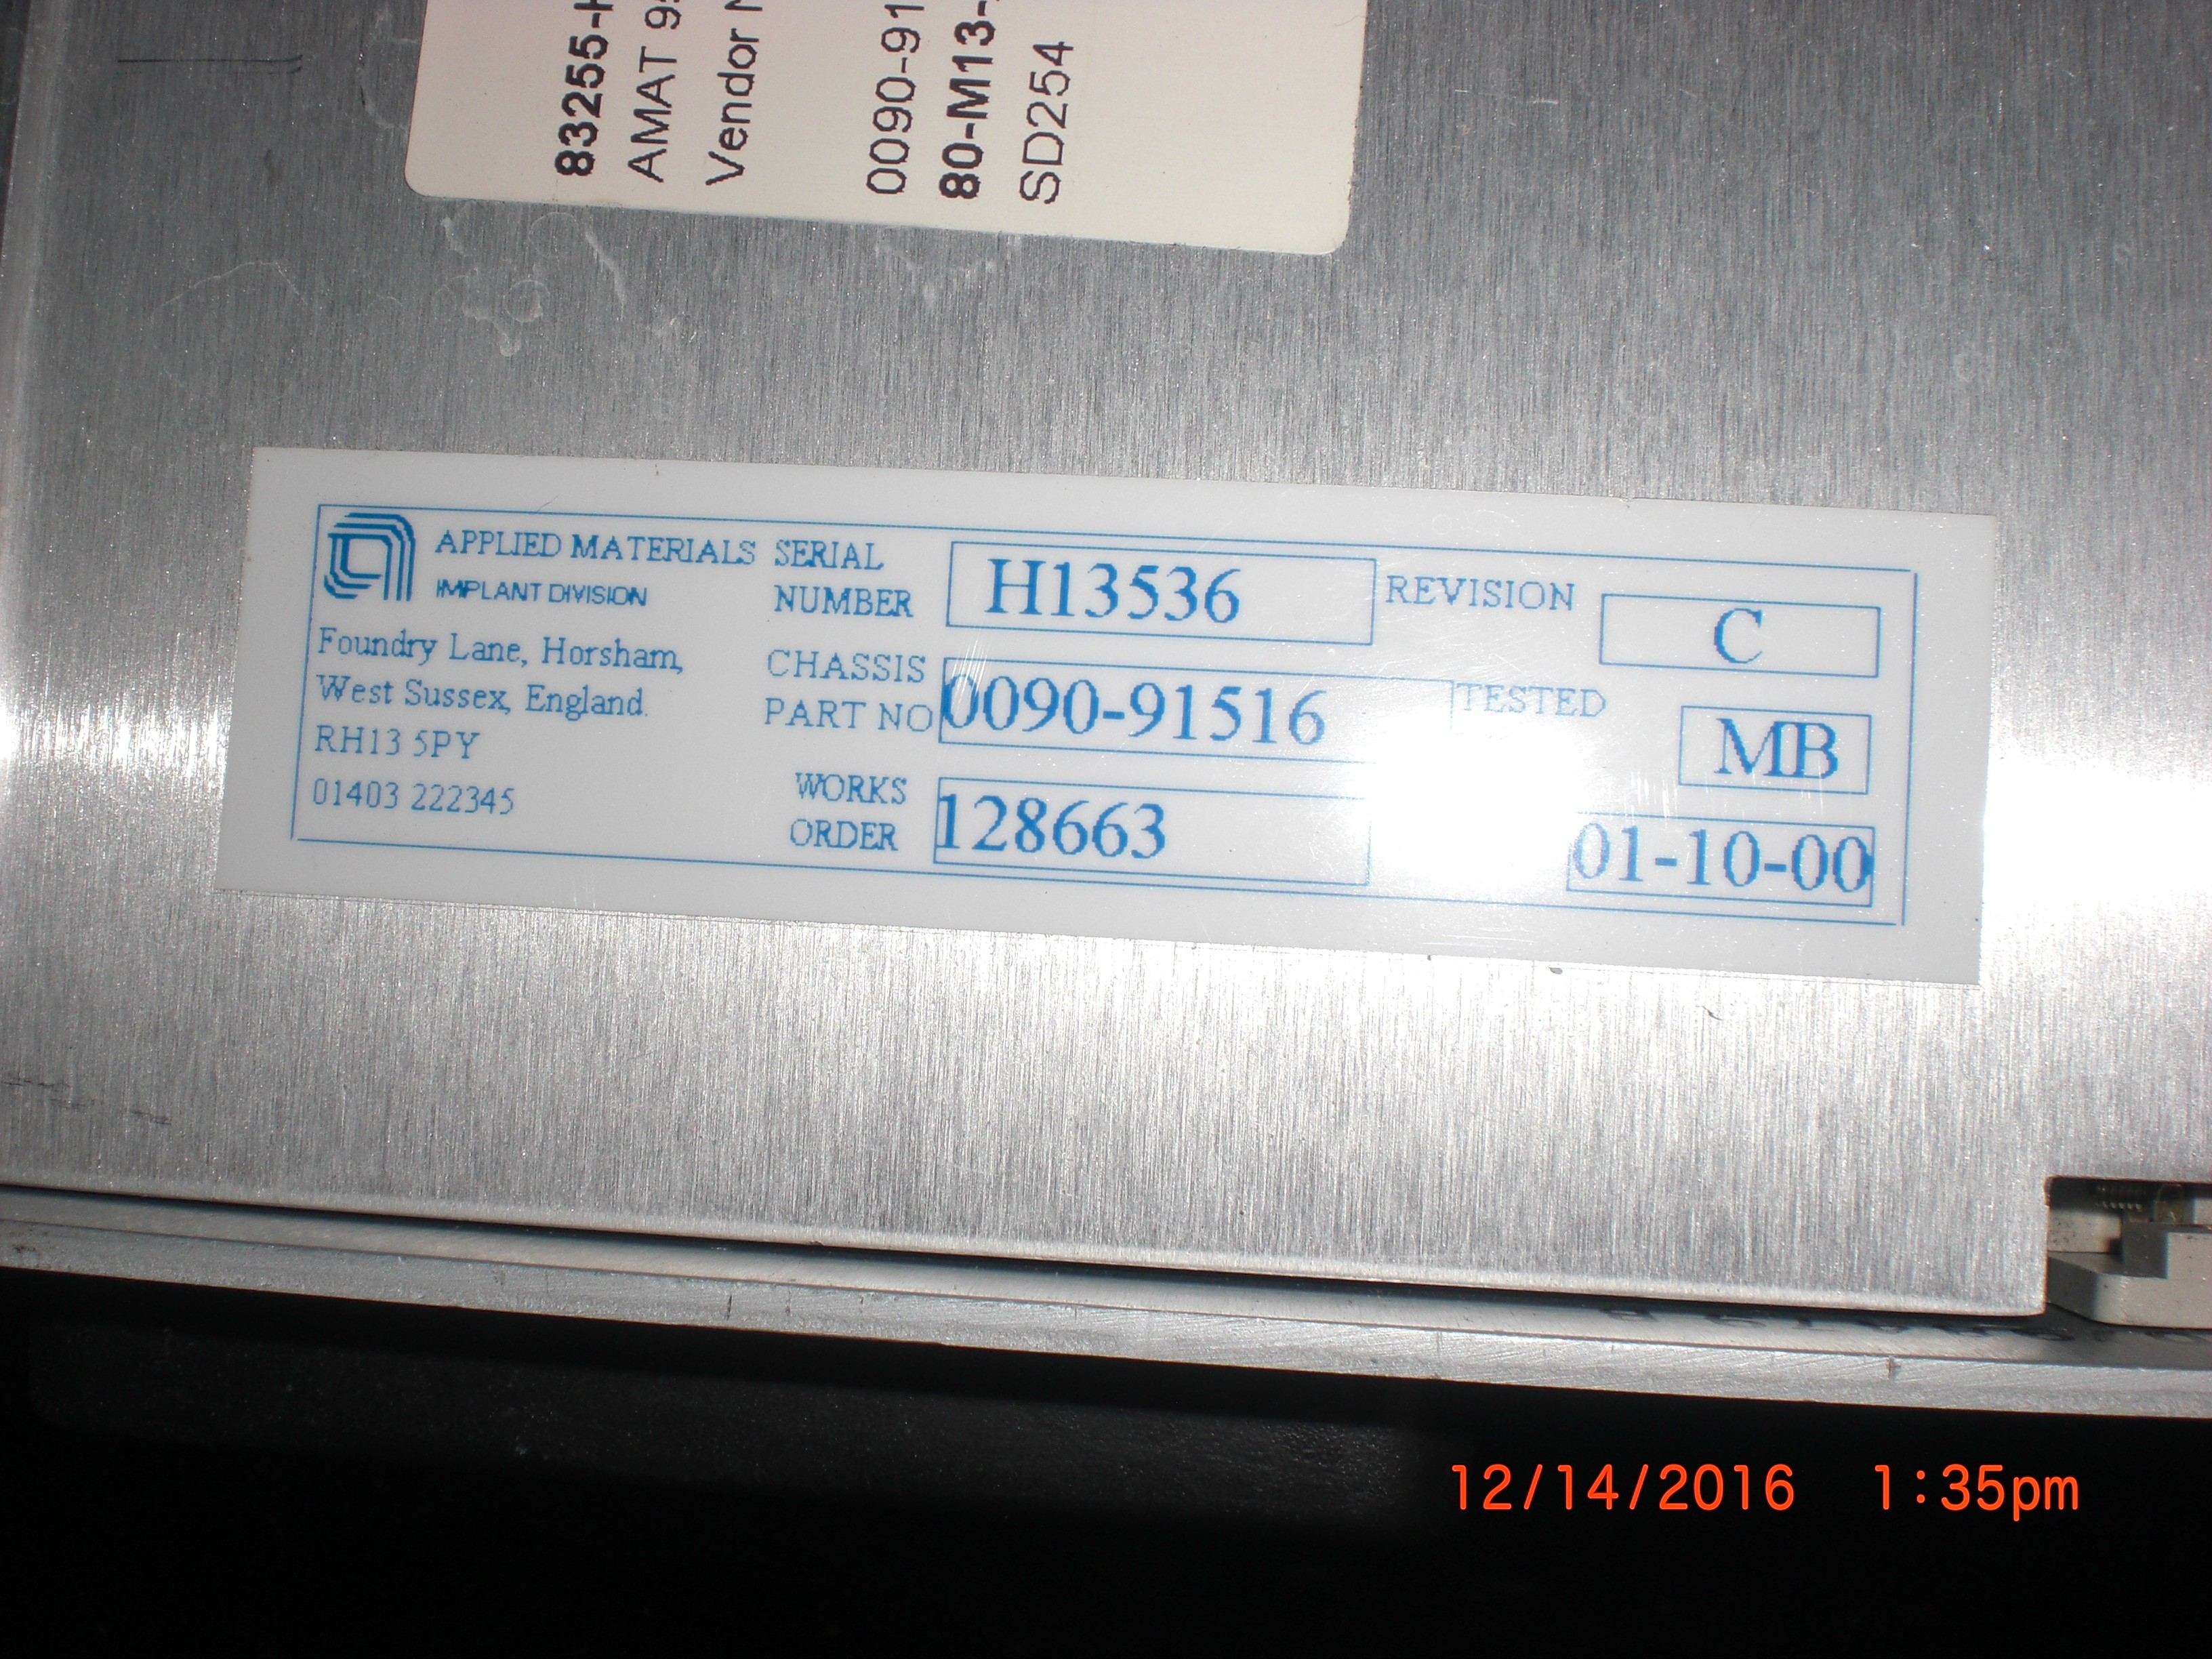 83255-H
AMAT 9
Vendor
0090-91
80-M13-
SD254
APPLIED MATERIALS
IMPLANT DIVISION
Foundry Lane, Horsham,
West Sussex, England.
RH13 5PY
01403 222345
SERIAL
NUMBER
H13536
CHASSIS
PART NO
0090-91516
WORKS
ORDER
128663
REVISION
C
TESTED
MB
01-10-00
12/14/2016 1:35pm